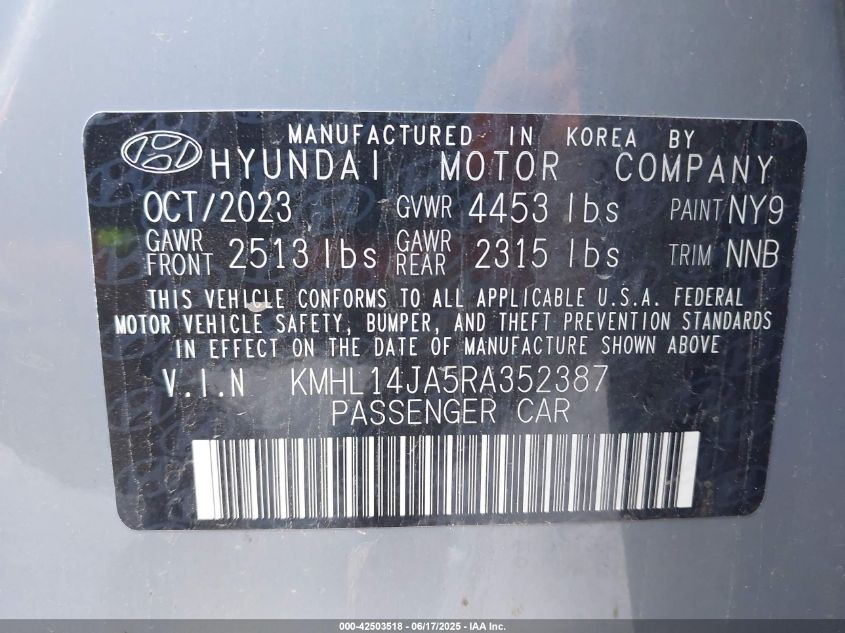 MANUFACTURED IN KOREA BY
HYUNDAI MOTOR COMPANY
OCT/2023 GVWR 4453 lbs PAINT NY9
GAWR FRONT 2513 lbs GAWR REAR 2315 lbs TRIM NNB
THIS VEHICLE CONFORMS TO ALL APPLICABLE U.S.A. FEDERAL
MOTOR VEHICLE SAFETY, BUMPER, AND THEFT PREVENTION STANDARDS
IN EFFECT ON THE DATE OF MANUFACTURE SHOWN ABOVE
V.I.N KMHL14JA5RA352387
PASSENGER CAR
000-42503518 - 06/17/2025 - IAA Inc.